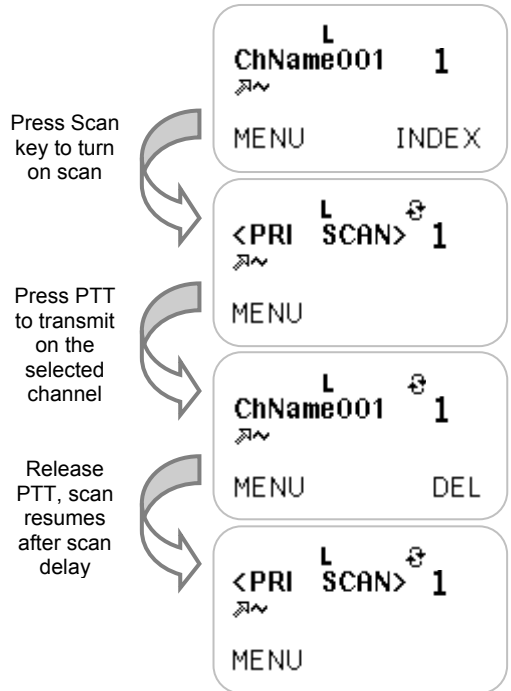 L
ChName001 1
MENU INDEX
Press Scan
key to turn
on scan
L
<PRI SCAN> 1
MENU
Press PTT
to transmit
on the
selected
channel
L
ChName001 1
MENU DEL
Release
PTT, scan
resumes
after scan
delay
L
<PRI SCAN> 1
MENU